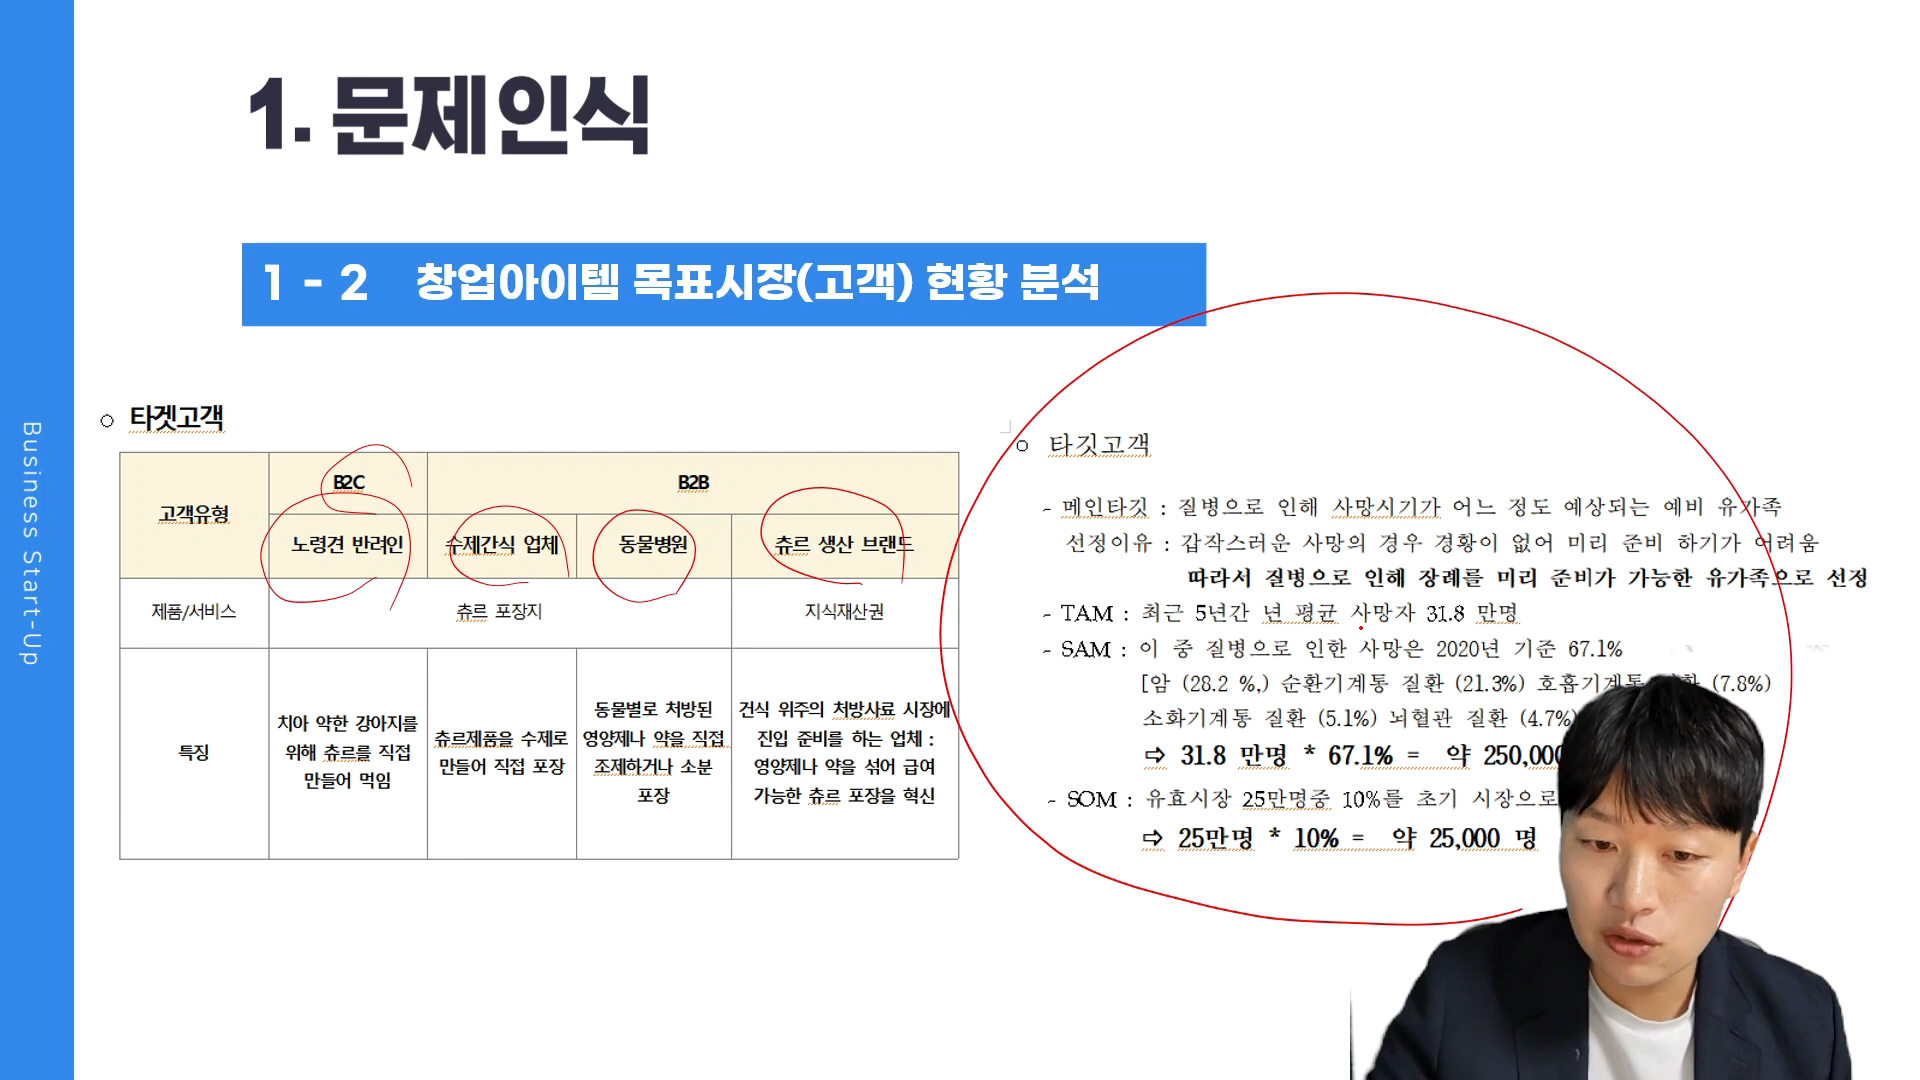 1. 문제인식
1 - 2 창업아이템 목표시장(고객) 현황 분석
Business Start-Up
○ 타겟고객
고객유형
B2C
B2B
노령견 반려인
수제간식 업체
동물병원
츄르 생산 브랜드
제품/서비스
츄르 포장지
지식재산권
특징
치아 약한 강아지를
위해 츄르를 직접
만들어 먹임
츄르제품을 수제로
만들어 직접 포장
동물별로 처방된
영양제나 약을 직접
조제하거나 소분
포장
건식 위주의 처방사료 시장에
진입 준비를 하는 업체 :
영양제나 약을 섞어 급여
가능한 츄르 포장을 혁신
○ 타깃고객
- 메인타깃 : 질병으로 인해 사망시기가 어느 정도 예상되는 예비 유가족
선정이유 : 갑작스러운 사망의 경우 경황이 없어 미리 준비 하기가 어려움
따라서 질병으로 인해 장례를 미리 준비가 가능한 유가족으로 선정
- TAM : 최근 5년간 년 평균 사망자 31.8 만명
- SAM : 이 중 질병으로 인한 사망은 2020년 기준 67.1%
[암 (28.2 %,) 순환기계통 질환 (21.3%) 호흡기계통 (7.8%)
소화기계통 질환 (5.1%) 뇌혈관 질환 (4.7%)
⇨ 31.8 만명 * 67.1% = 약 250,000
- SOM : 유효시장 25만명중 10%를 초기 시장으로
⇨ 25만명 * 10% = 약 25,000 명